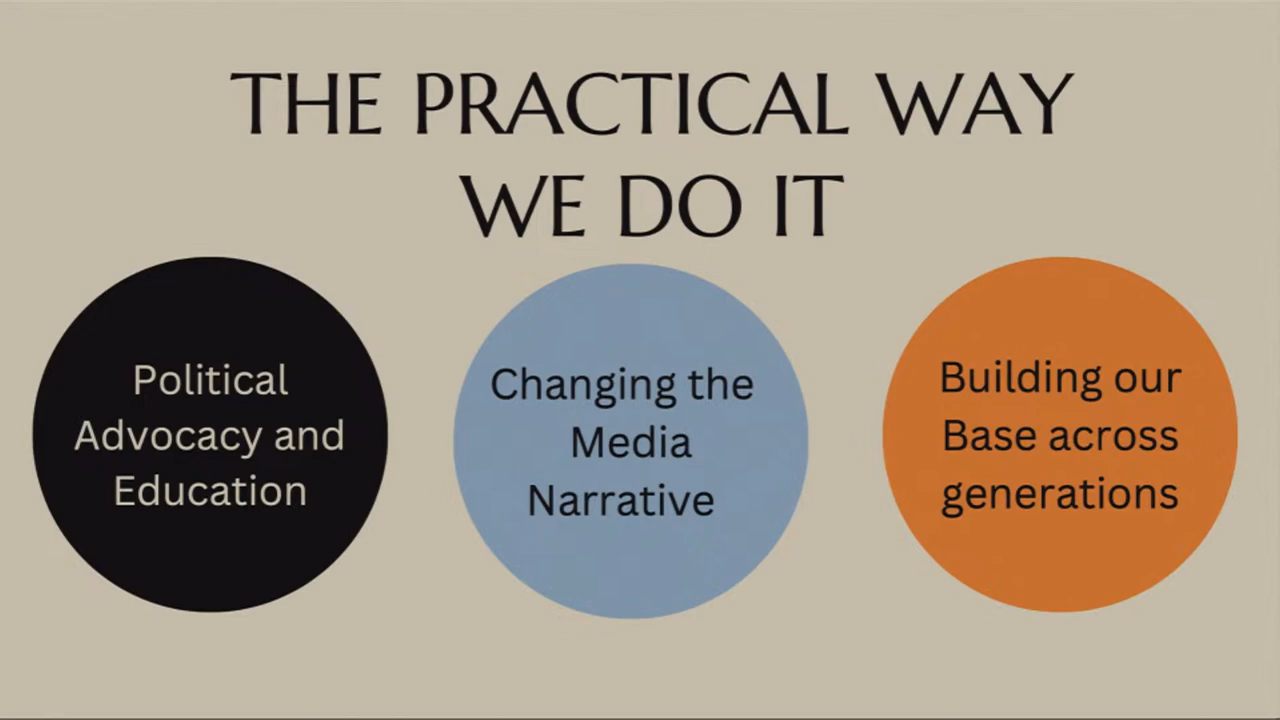 THE PRACTICAL WAY
WE DO IT
Political
Advocacy and
Education
Changing the
Media
Narrative
Building our
Base across
generations